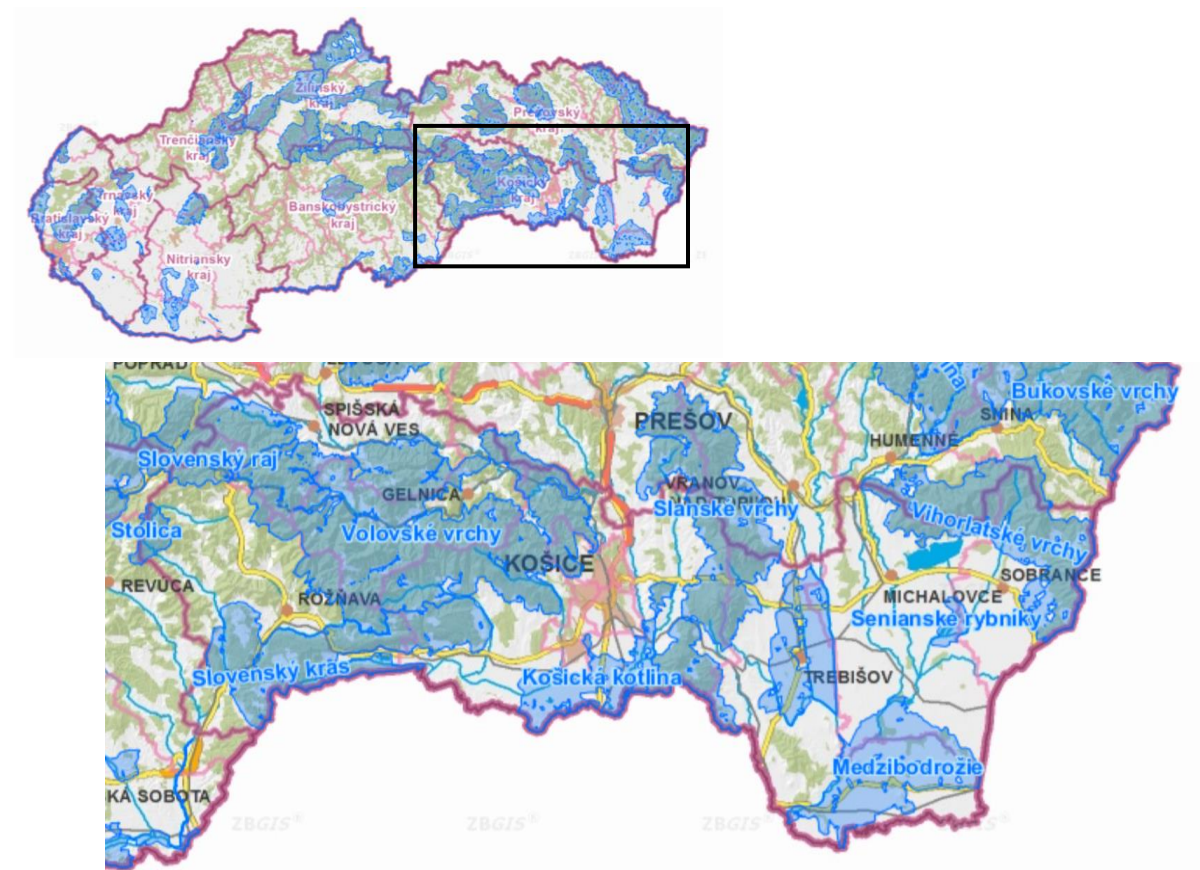 Žilinský
kraj
Prešovský
kraj
Trenčiansky
kraj
Košický
kraj
Trnavský
kraj
Banskobystrický
kraj
Bratislavský
kraj
Nitriansky
kraj
POPRAD
Bukovské vrchy
SPIŠSKÁ
NOVÁ VES
PREŠOV
SNINA
HUMENNÉ
Slovenský raj
GELNICA
VRANOV
NAD TOPĽOU
Slanské vrchy
Stolica
Volovské vrchy
Vihorlatské vrchy
KOŠICE
REVÚCA
ROŽŇAVA
SOBRANCE
MICHALOVCE
Senianske rybníky
Slovenský kras
Košická kotlina
TREBIŠOV
Medzibodrožie
KÁ SOBOTA
ZBGIS®
ZBGIS®
ZBGIS®